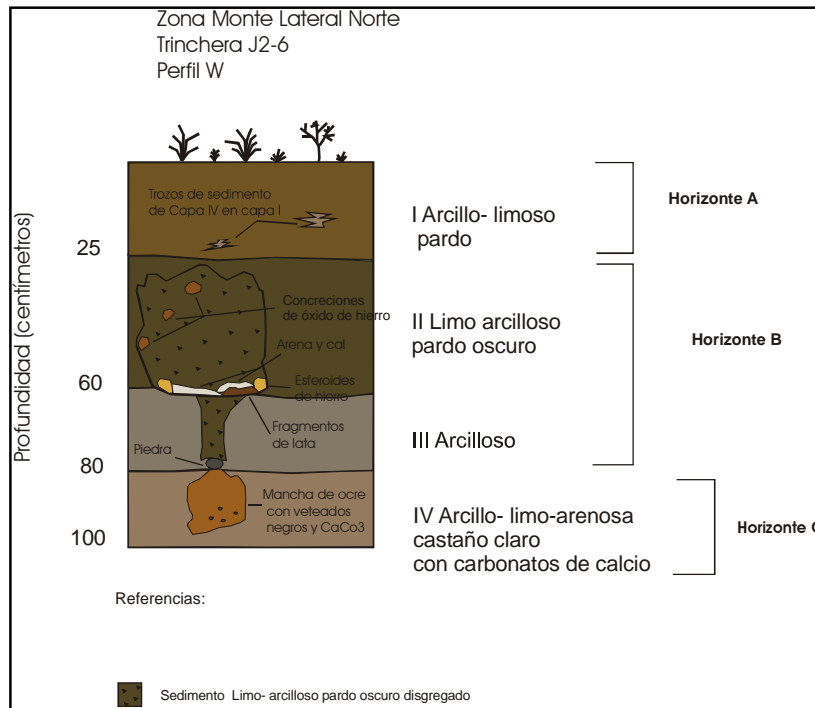 Zona Monte Lateral Norte
Trinchera J2-6
Perfil W
Profundidad (centímetros)
Trozos de sedimento
de Capa IV en capa I
25
I Arcillo- limoso
pardo
Horizonte A
Concreciones
de óxido de hierro
Arena y cal
II Limo arcilloso
pardo oscuro
Horizonte B
60
Esferoides
de hierro
Fragmentos
de lata
III Arcilloso
Piedra
80
Mancha de ocre
con veteados
negros y CaCo3
IV Arcillo- limo-arenosa
castaño claro
con carbonatos de calcio
Horizonte C
100
Referencias:
Sedimento Limo- arcilloso pardo oscuro disgregado